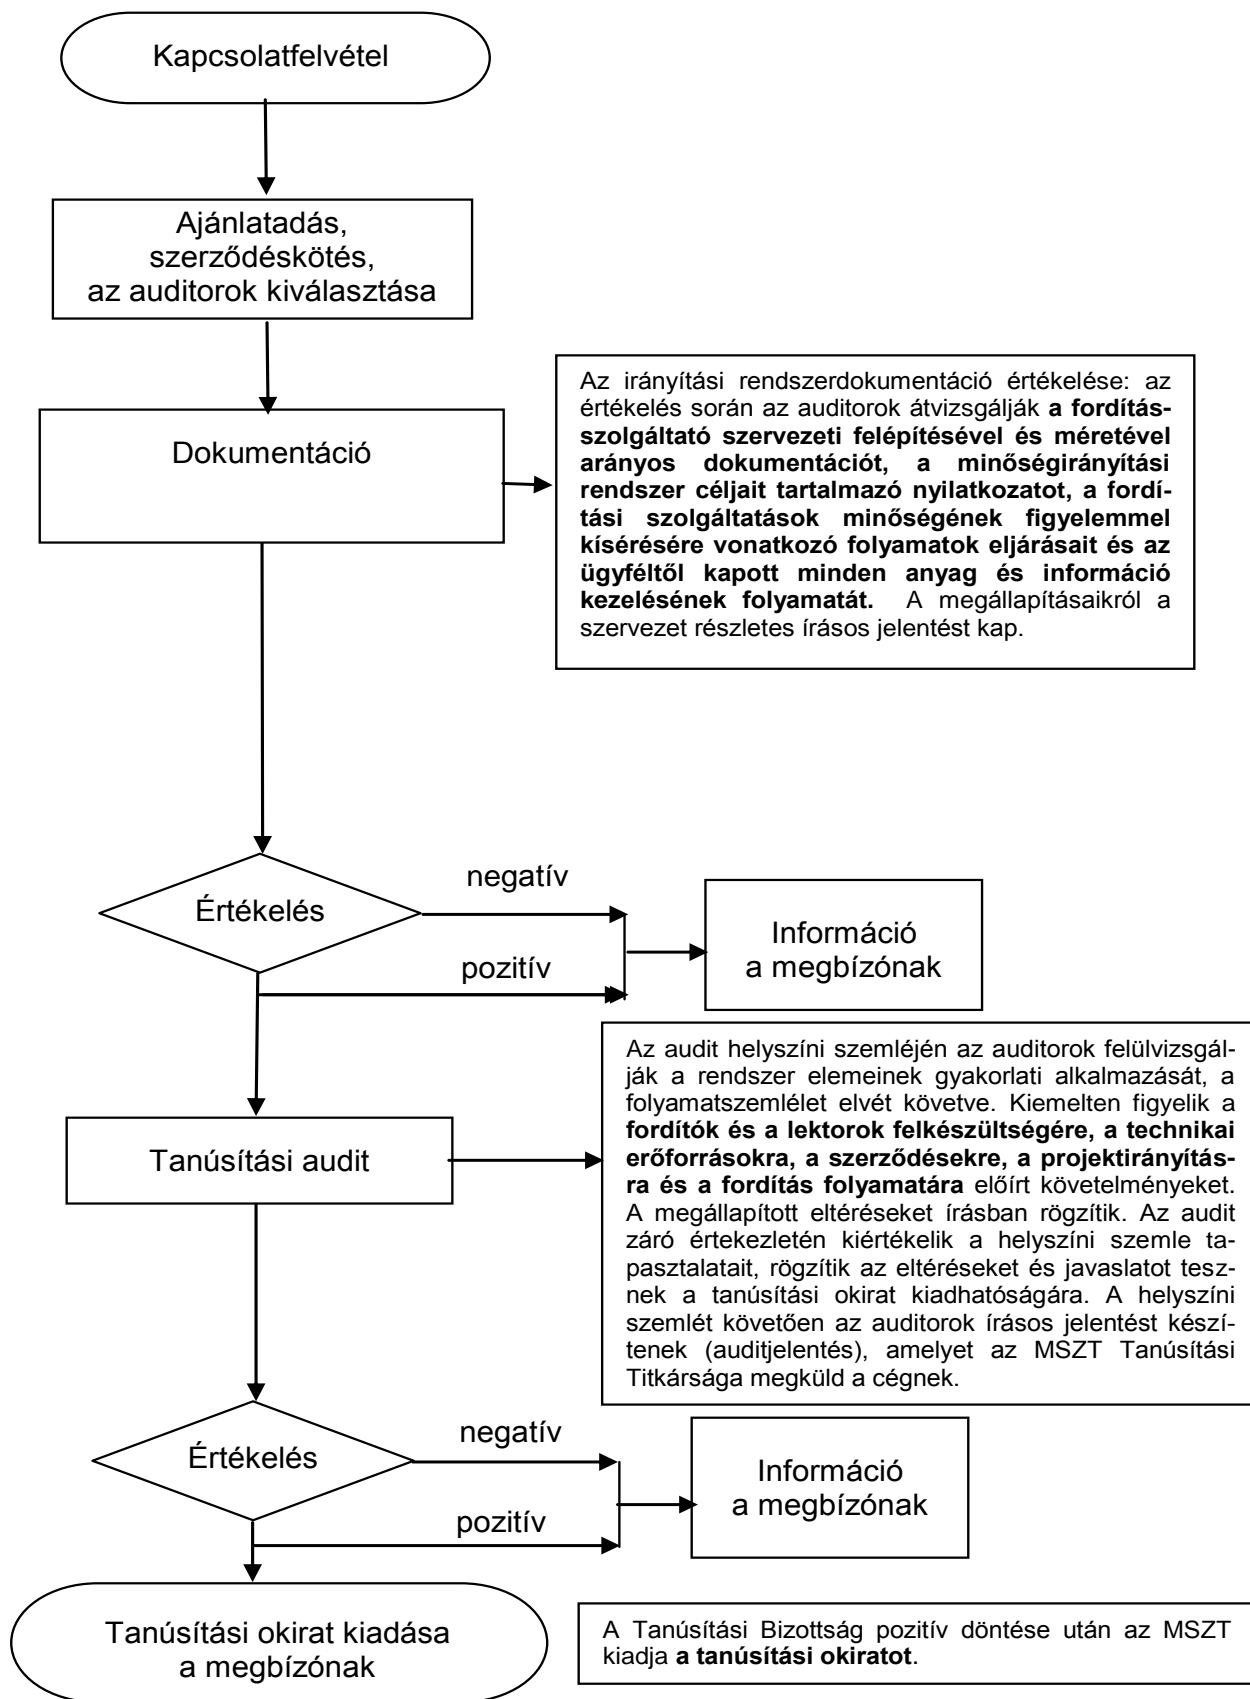 Kapcsolatfelvétel
Ajánlatadás,
szerződéskötés,
az auditorok kiválasztása
Dokumentáció
Az irányítási rendszerdokumentáció értékelése: az
értékelés során az auditorok átvizsgálják a fordítás-
szolgáltató szervezeti felépítésével és méretével
arányos dokumentációt, a minőségirányítási
rendszer céljait tartalmazó nyilatkozatot, a fordí-
tási szolgáltatások minőségének figyelemmel
kísérésére vonatkozó folyamatok eljárásait és az
ügyféltől kapott minden anyag és információ
kezelésének folyamatát. A megállapításaikról a
szervezet részletes írásos jelentést kap.
Értékelés
negatív
pozitív
Információ
a megbízónak
Tanúsítási audit
Az audit helyszíni szemléjén az auditorok felülvizsgál-
ják a rendszer elemeinek gyakorlati alkalmazását, a
folyamatszemlélet elvét követve. Kiemelten figyelik a
fordítók és a lektorok felkészültségére, a technikai
erőforrásokra, a szerződésekre, a projektirányítás-
ra és a fordítás folyamatára előírt követelményeket.
A megállapított eltéréseket írásban rögzítik. Az audit
záró értekezletén kiértékelik a helyszíni szemle ta-
pasztalatait, rögzítik az eltéréseket és javaslatot tesz-
nek a tanúsítási okirat kiadhatóságára. A helyszíni
szemlét követően az auditorok írásos jelentést készí-
tenek (auditjelentés), amelyet az MSZT Tanúsítási
Titkársága megküld a cégnek.
Értékelés
negatív
pozitív
Információ
a megbízónak
Tanúsítási okirat kiadása
a megbízónak
A Tanúsítási Bizottság pozitív döntése után az MSZT
kiadja a tanúsítási okiratot.